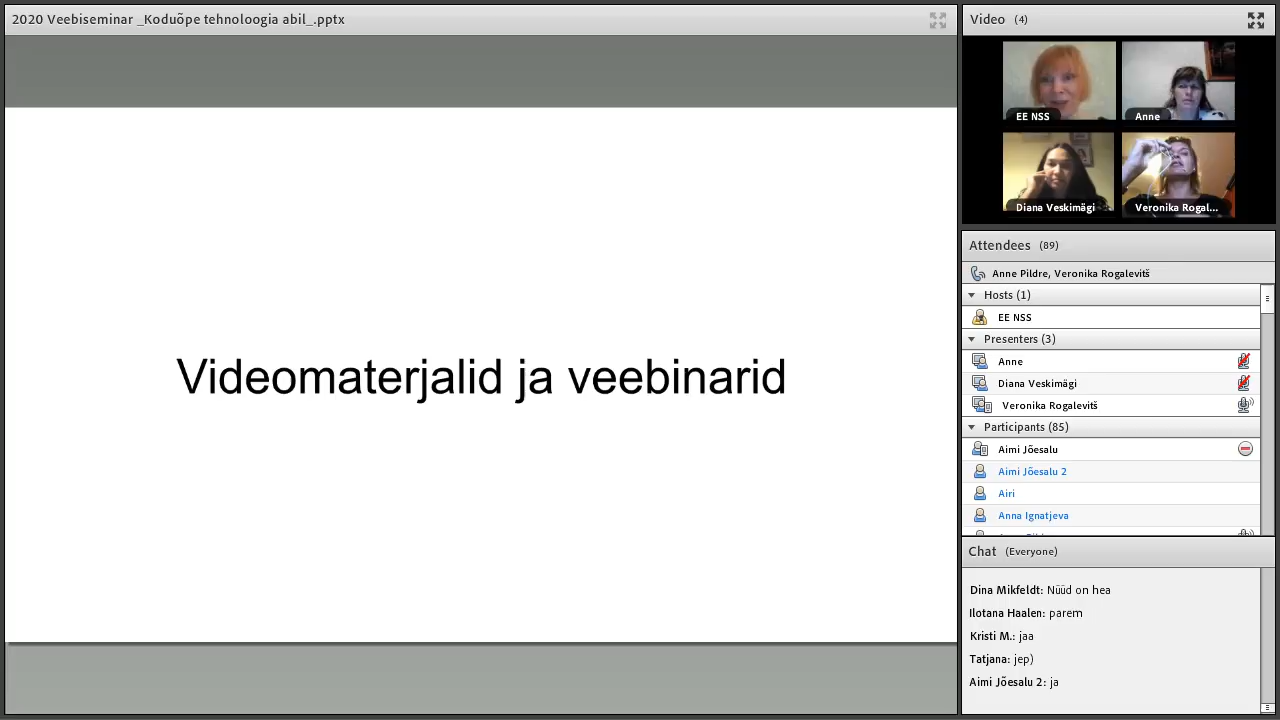 2020 Veebiseminar _Koduõpe tehnoloogia abil_.pptx
Videomaterjalid ja veebinarid
Video (4)
EE NSS
Anne
Diana Veskimägi
Veronika Rogal...
Attendees (89)
Anne Pildre, Veronika Rogalevitš
Hosts (1)
EE NSS
Presenters (3)
Anne
Diana Veskimägi
Veronika Rogalevitš
Participants (85)
Aimi Jõesalu
Aimi Jõesalu 2
Airi
Anna Ignatjeva
Chat (Everyone)
Dina Mikfeldt: Nüüd on hea
Ilotana Haalen: parem
Kristi M.: jaa
Tatjana: jep)
Aimi Jõesalu 2: ja